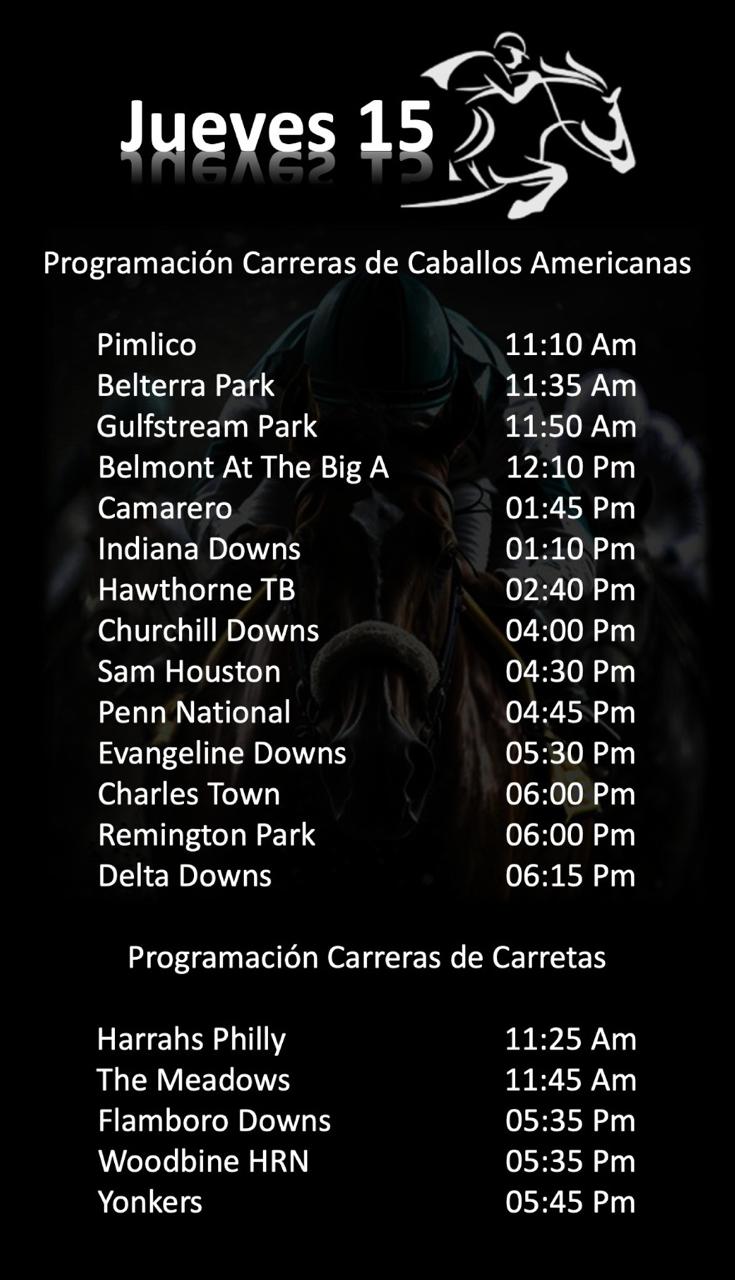 Jueves 15
Programación Carreras de Caballos Americanas
Pimlico 11:10 Am
Belterra Park 11:35 Am
Gulfstream Park 11:50 Am
Belmont At The Big A 12:10 Pm
Camarero 01:45 Pm
Indiana Downs 01:10 Pm
Hawthorne TB 02:40 Pm
Churchill Downs 04:00 Pm
Sam Houston 04:30 Pm
Penn National 04:45 Pm
Evangeline Downs 05:30 Pm
Charles Town 06:00 Pm
Remington Park 06:00 Pm
Delta Downs 06:15 Pm
Programación Carreras de Carretas
Harrahs Philly 11:25 Am
The Meadows 11:45 Am
Flamboro Downs 05:35 Pm
Woodbine HRN 05:35 Pm
Yonkers 05:45 Pm